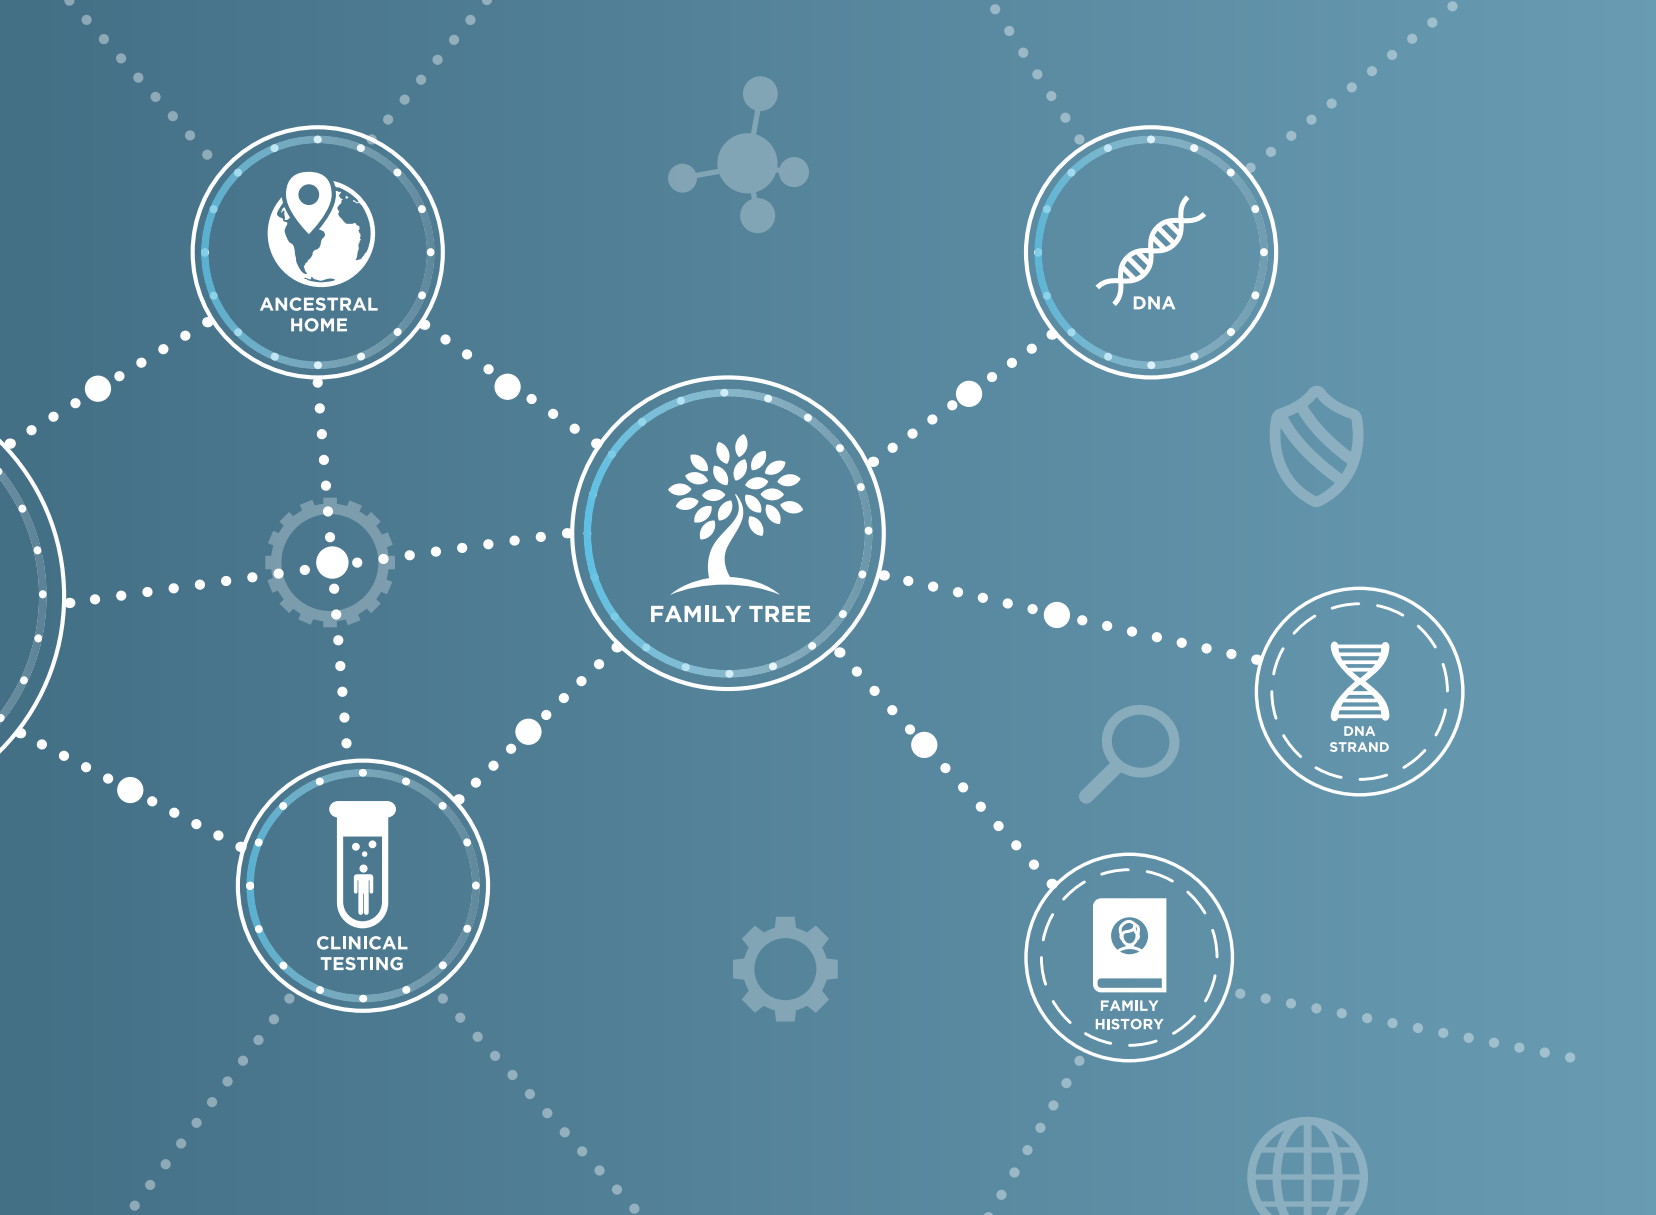 ANCESTRAL
HOME
DNA
FAMILY TREE
DNA
STRAND
CLINICAL
TESTING
FAMILY
HISTORY